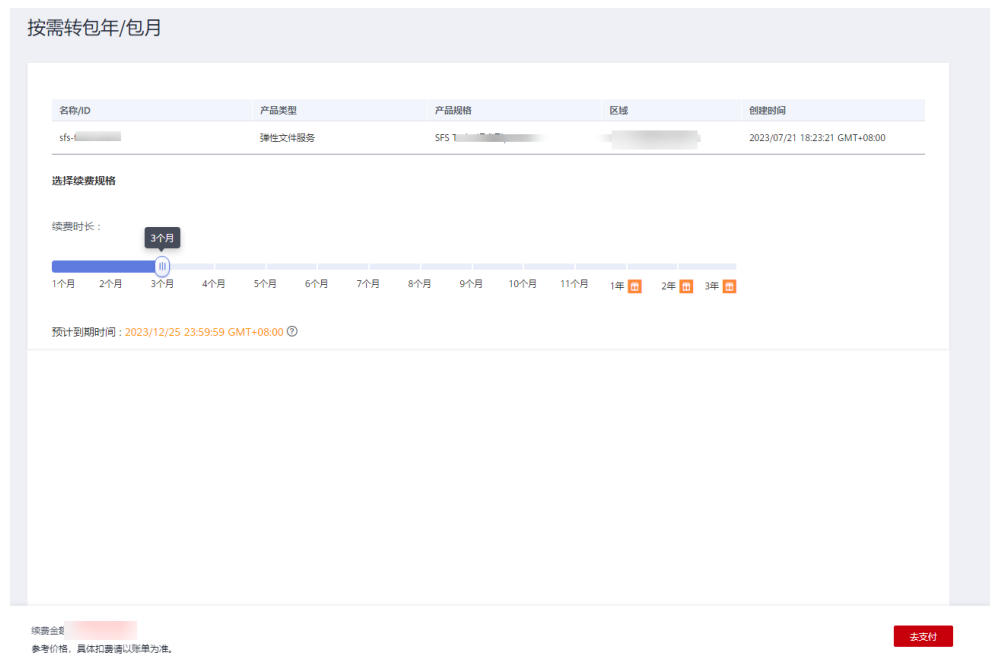 按需转包年/包月
名称/ID 产品类型 产品规格 区域 创建时间
sfs- 弹性文件服务 SFS 2023/07/21 18:23:21 GMT+08:00
选择续费规格
续费时长：
3个月
1个月 2个月 3个月 4个月 5个月 6个月 7个月 8个月 9个月 10个月 11个月 1年 2年 3年
预计到期时间：2023/12/25 23:59:59 GMT+08:00
续费金额
参考价格，具体扣费请以账单为准。
去支付